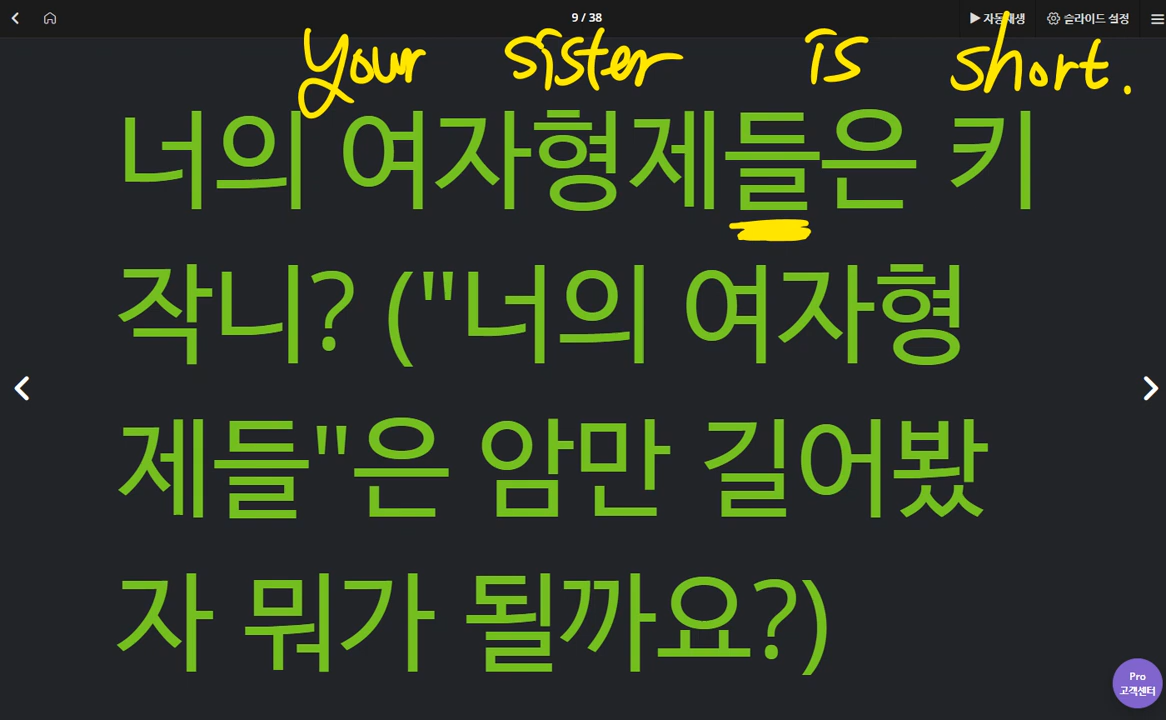 9 / 38
▶ 자동재생
슬라이드 설정
Your sister is short.
너의 여자형제들은 키
작니? ("너의 여자형
제들"은 암만 길어봤
자 뭐가 될까요?)
Pro
고객센터